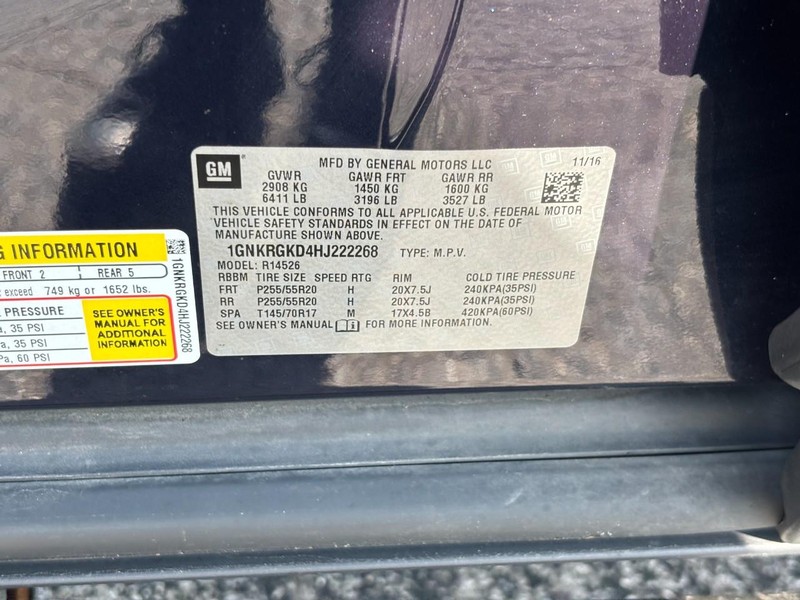 GM
MFD BY GENERAL MOTORS LLC 11/16
GVWR GAWR FRT GAWR RR
2908 KG 1450 KG 1600 KG
6411 LB 3196 LB 3527 LB
THIS VEHICLE CONFORMS TO ALL APPLICABLE U.S. FEDERAL MOTOR
VEHICLE SAFETY STANDARDS IN EFFECT ON THE DATE OF
MANUFACTURE SHOWN ABOVE.
1GNKRGKD4HJ222268 TYPE: M.P.V.
MODEL: R14526
RBBM TIRE SIZE SPEED RTG RIM COLD TIRE PRESSURE
FRT P255/55R20 H 20X7.5J 240KPA(35PSI)
RR P255/55R20 H 20X7.5J 240KPA(35PSI)
SPA T145/70R17 M 17X4.5B 420KPA(60PSI)
SEE OWNER'S MANUAL FOR MORE INFORMATION.
G INFORMATION
FRONT 2 REAR 5
exceed 749 kg or 1652 lbs.
PRESSURE
a, 35 PSI
a, 35 PSI
Pa, 60 PSI
SEE OWNER'S
MANUAL FOR
ADDITIONAL
INFORMATION
1GNKRGKD4HJ222268